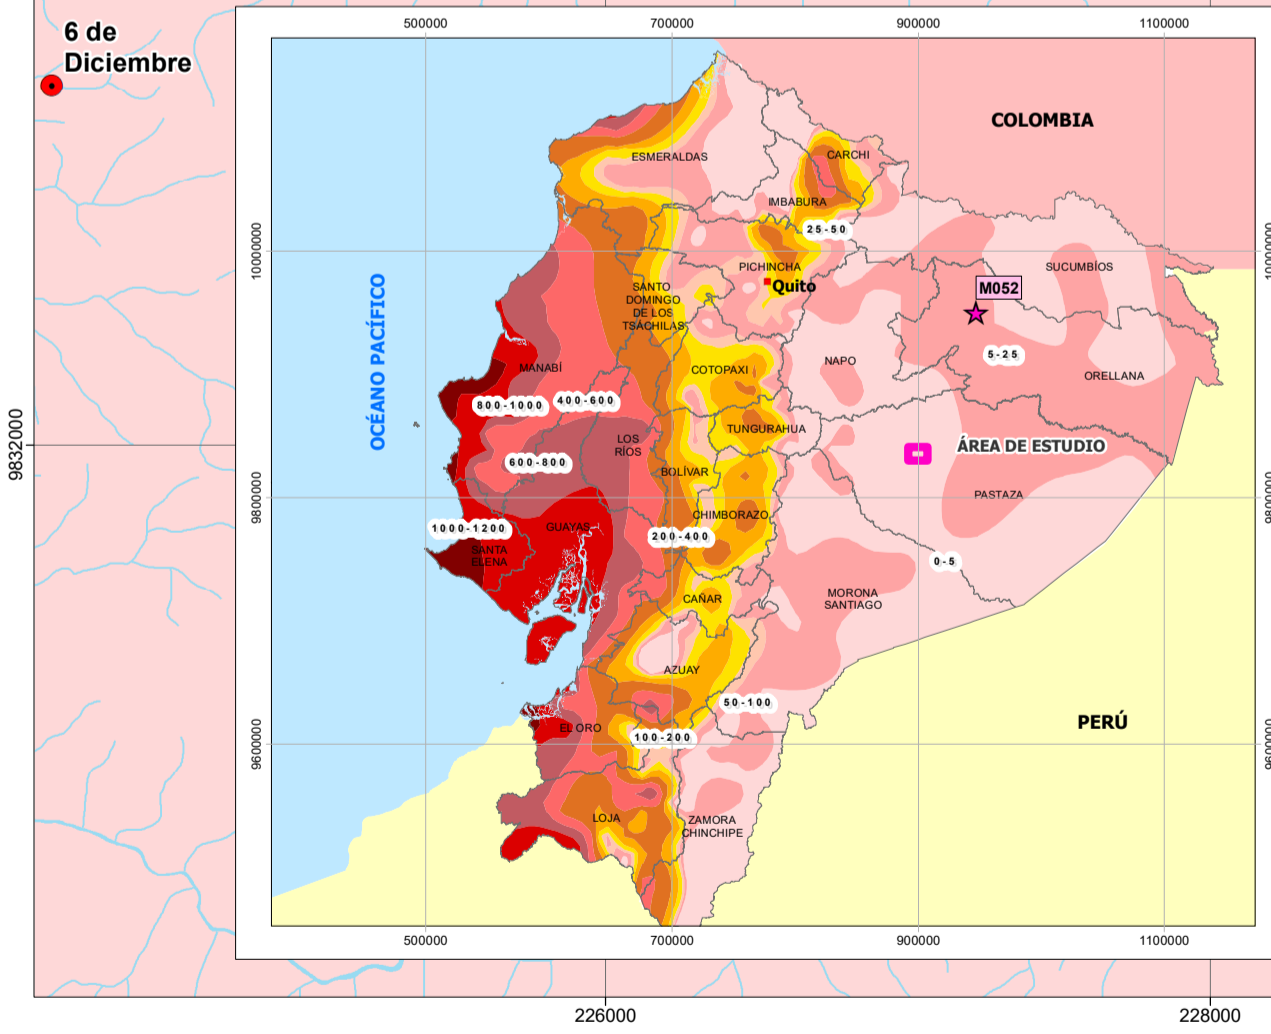 6 de
Diciembre
500000
700000
900000
1100000
COLOMBIA
ESMERALDAS
CARCHI
IMBABURA
25-50
10000000
10000000
PICHINCHA
Quito
SUCUMBÍOS
M052
SANTO
DOMINGO
DE LOS
TSÁCHILAS
OCÉANO PACÍFICO
5-25
NAPO
ORELLANA
MANABÍ
COTOPAXI
800-1000
400-600
TUNGURAHUA
LOS
RÍOS
ÁREA DE ESTUDIO
9832000
600-800
BOLÍVAR
PASTAZA
9800000
9800000
CHIMBORAZO
1000-1200
GUAYAS
200-400
SANTA
ELENA
0-5
CAÑAR
MORONA
SANTIAGO
AZUAY
50-100
PERÚ
EL ORO
100-200
9600000
9600000
LOJA
ZAMORA
CHINCHIPE
500000
700000
900000
1100000
226000
228000